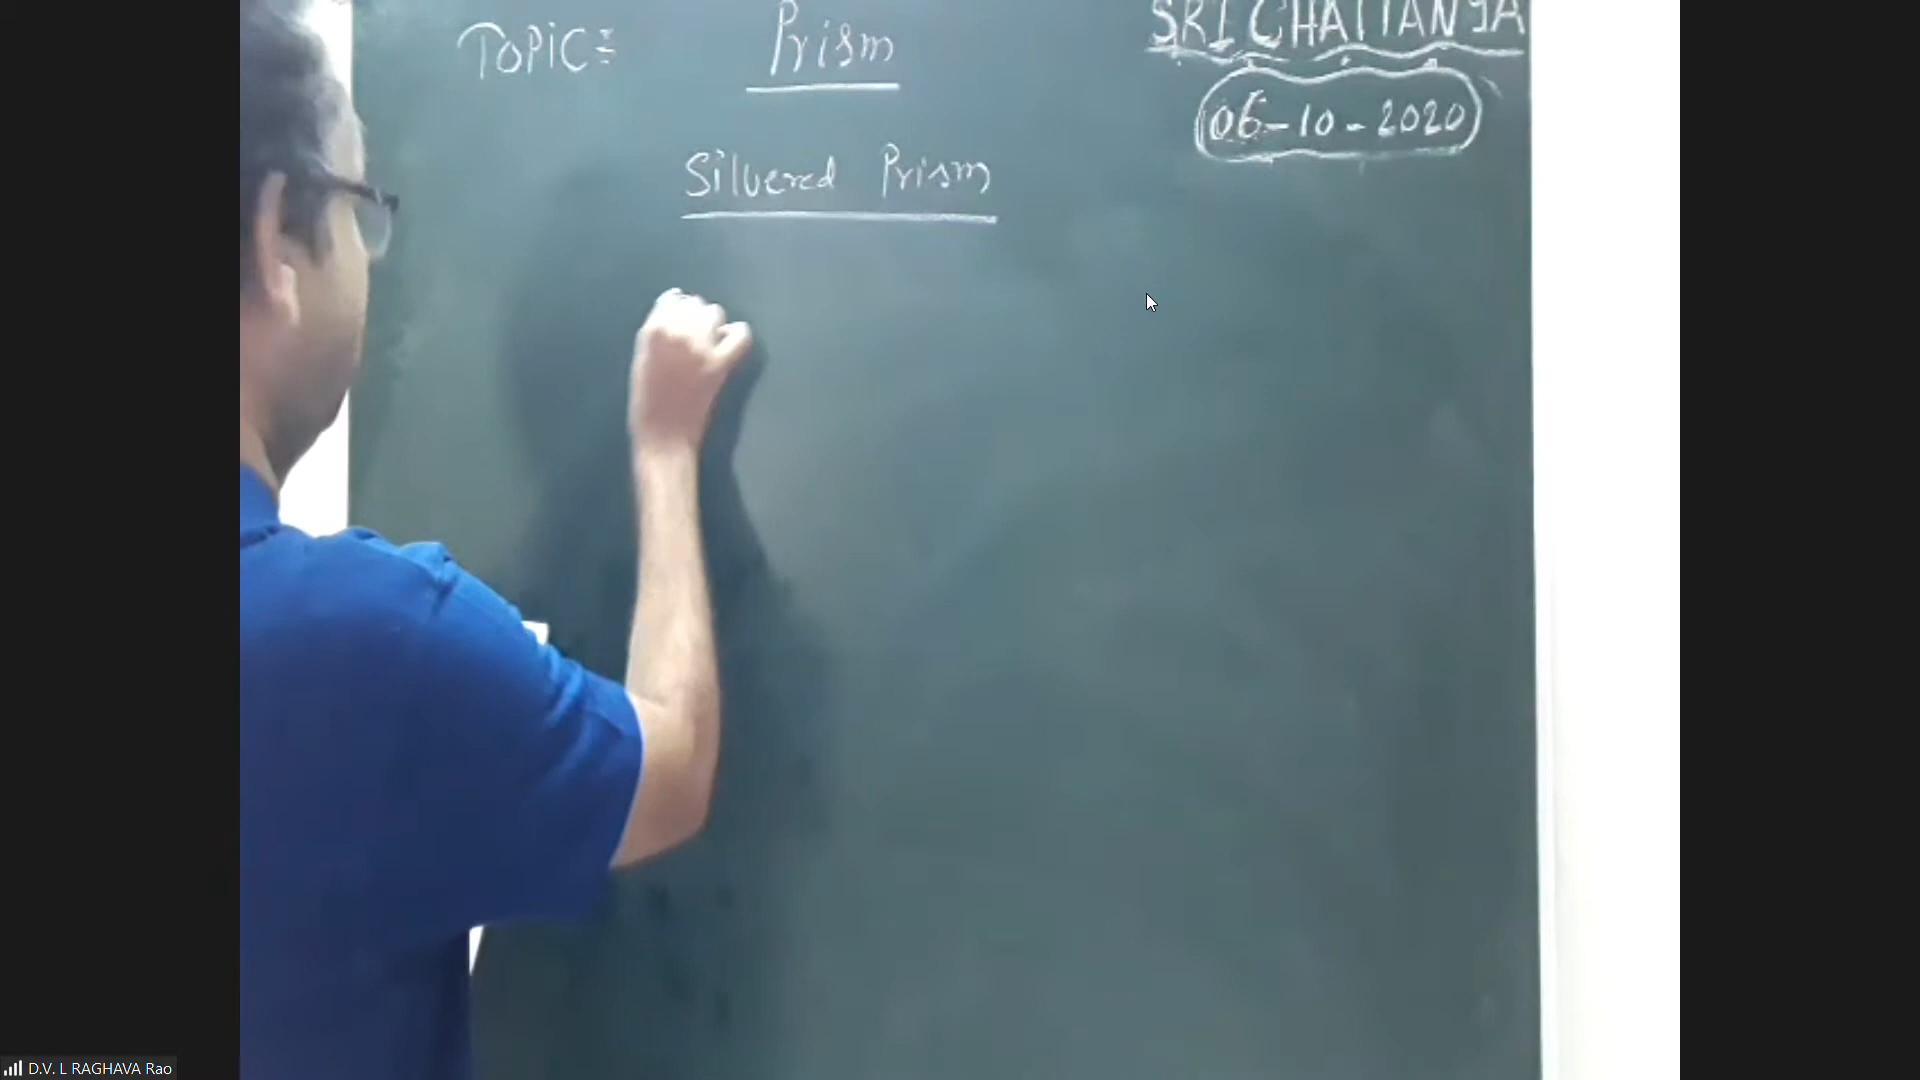 TOPIC:
Prism
SRI CHAITANYA
06-10-2020
Silvered Prism
D.V. L RAGHAVA Rao